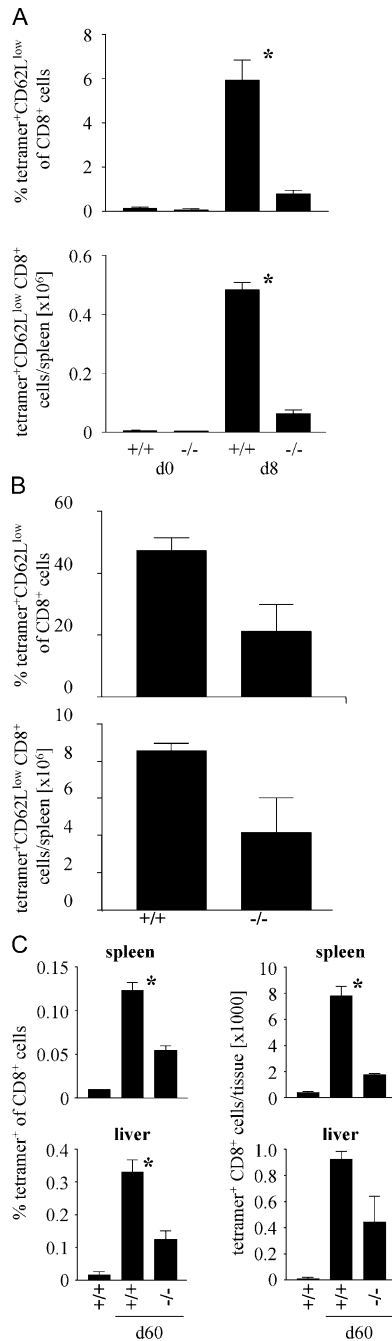 A
% tetramer⁺CD62Lˡᵒʷ
of CD8⁺ cells
8
6
4
2
0
*
tetramer⁺CD62Lˡᵒʷ CD8⁺
cells/spleen [x10⁶]
0.6
0.4
0.2
0
*
+/+ -/- +/+ -/-
d0 d8
B
% tetramer⁺CD62Lˡᵒʷ
of CD8⁺ cells
60
40
20
0
tetramer⁺CD62Lˡᵒʷ CD8⁺
cells/spleen [x10⁶]
10
8
6
4
2
0
+/+ -/-
C
% tetramer⁺ of CD8⁺ cells
spleen
0.15
0.10
0.05
0
*
liver
0.4
0.3
0.2
0.1
0
*
+/+ +/+ -/-
d60
tetramer⁺ CD8⁺ cells/tissue [x1000]
spleen
10
8
6
4
2
0
*
liver
1.0
0.8
0.6
0.4
0.2
0
+/+ +/+ -/-
d60